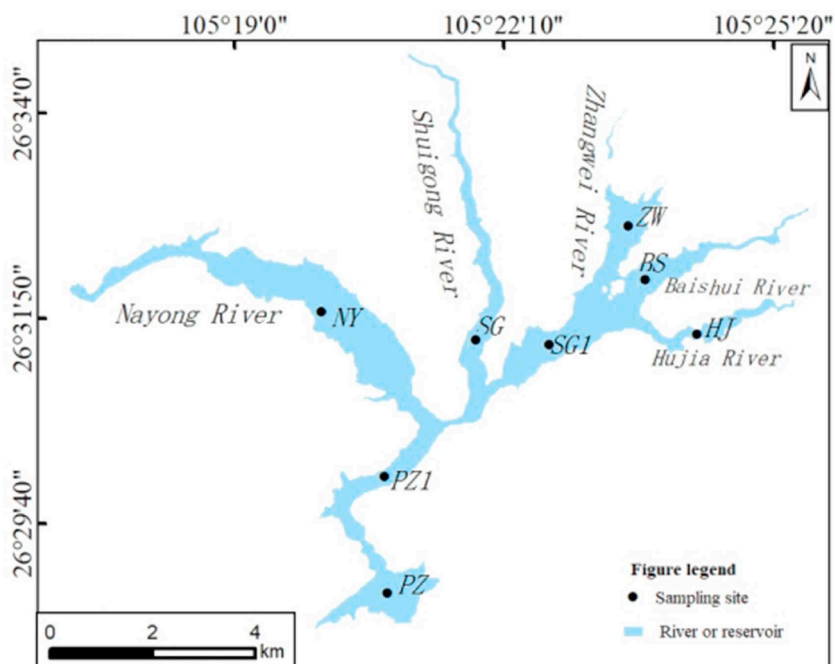 105°19'0"
105°22'10"
105°25'20"
N
26°34'0"
26°31'50"
26°29'40"
Shuigong River
Zhangwei River
ZW
BS
Baishui River
Nayong River
NY
SG
SG1
HJ
Hujia River
PZ1
PZ
Figure legend
Sampling site
River or reservoir
0 2 4
km